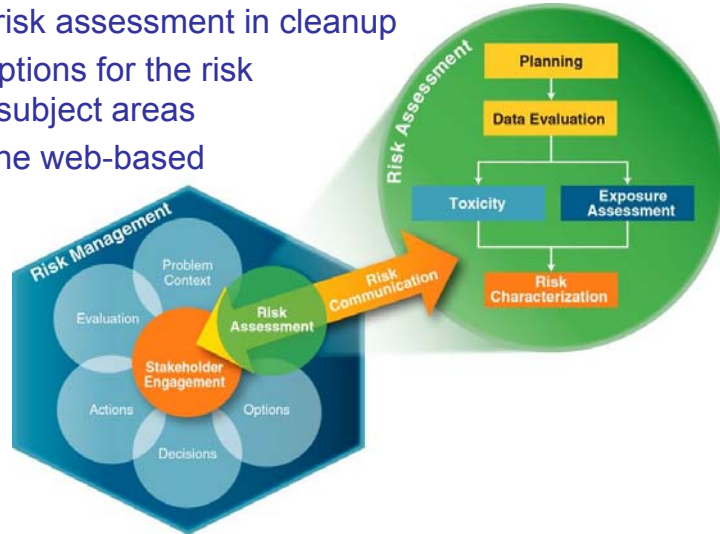 risk assessment in cleanup
ptions for the risk
subject areas
ne web-based
Risk Assessment
Planning
Data Evaluation
Toxicity
Exposure
Assessment
Risk
Characterization
Risk Management
Problem
Context
Evaluation
Risk
Assessment
Risk
Communication
Stakeholder
Engagement
Actions
Options
Decisions